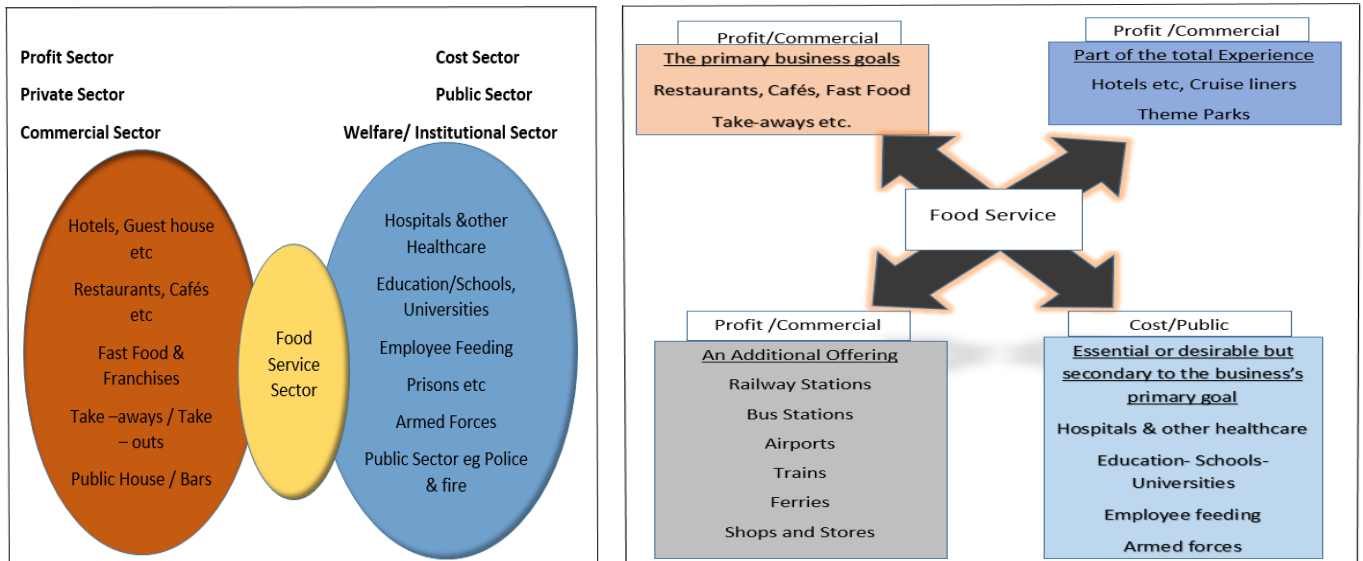 Profit Sector
Private Sector
Commercial Sector
Cost Sector
Public Sector
Welfare/ Institutional Sector
Hotels, Guest house
etc
Restaurants, Cafés
etc
Fast Food &
Franchises
Take –aways / Take
– outs
Public House / Bars
Food
Service
Sector
Hospitals &other
Healthcare
Education/Schools,
Universities
Employee Feeding
Prisons etc
Armed Forces
Public Sector eg Police
& fire
Profit/Commercial
The primary business goals
Restaurants, Cafés, Fast Food
Take-aways etc.
Profit /Commercial
Part of the total Experience
Hotels etc, Cruise liners
Theme Parks
Food Service
Profit /Commercial
An Additional Offering
Railway Stations
Bus Stations
Airports
Trains
Ferries
Shops and Stores
Cost/Public
Essential or desirable but
secondary to the business's
primary goal
Hospitals & other healthcare
Education- Schools-
Universities
Employee feeding
Armed forces